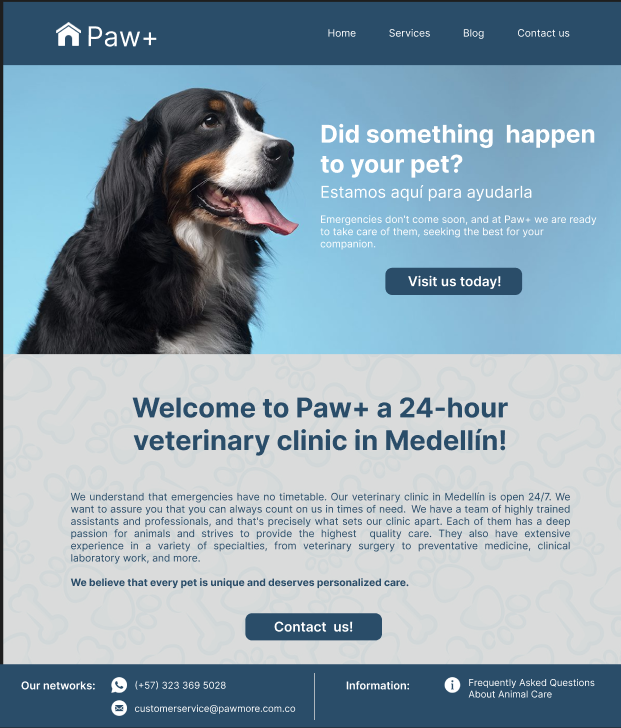 Paw+
Home Services Blog Contact us
Did something happen
to your pet?
Estamos aquí para ayudarla
Emergencies don't come soon, and at Paw+ we are ready
to take care of them, seeking the best for your
companion.
Visit us today!
Welcome to Paw+ a 24-hour
veterinary clinic in Medellín!
We understand that emergencies have no timetable. Our veterinary clinic in Medellín is open 24/7. We
want to assure you that you can always count on us in times of need. We have a team of highly trained
assistants and professionals, and that's precisely what sets our clinic apart. Each of them has a deep
passion for animals and strives to provide the highest quality care. They also have extensive
experience in a variety of specialties, from veterinary surgery to preventative medicine, clinical
laboratory work, and more.
We believe that every pet is unique and deserves personalized care.
Contact us!
Our networks:
(+57) 323 369 5028
customerservice@pawmore.com.co
Information:
Frequently Asked Questions
About Animal Care